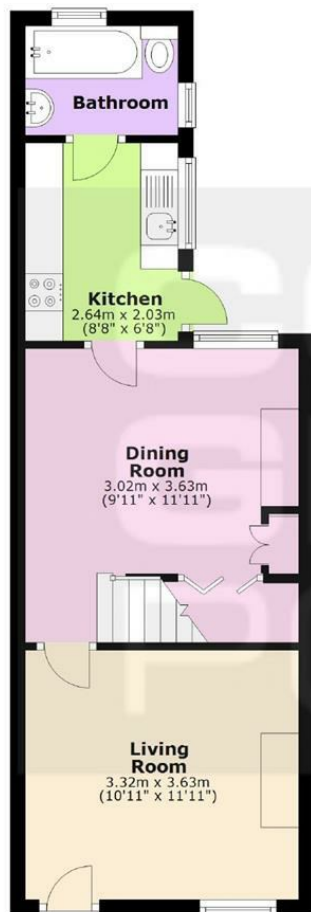 Bathroom
Kitchen
2.64m x 2.03m
(8'8" x 6'8")
Dining
Room
3.02m x 3.63m
(9'11" x 11'11")
Living
Room
3.32m x 3.63m
(10'11" x 11'11")